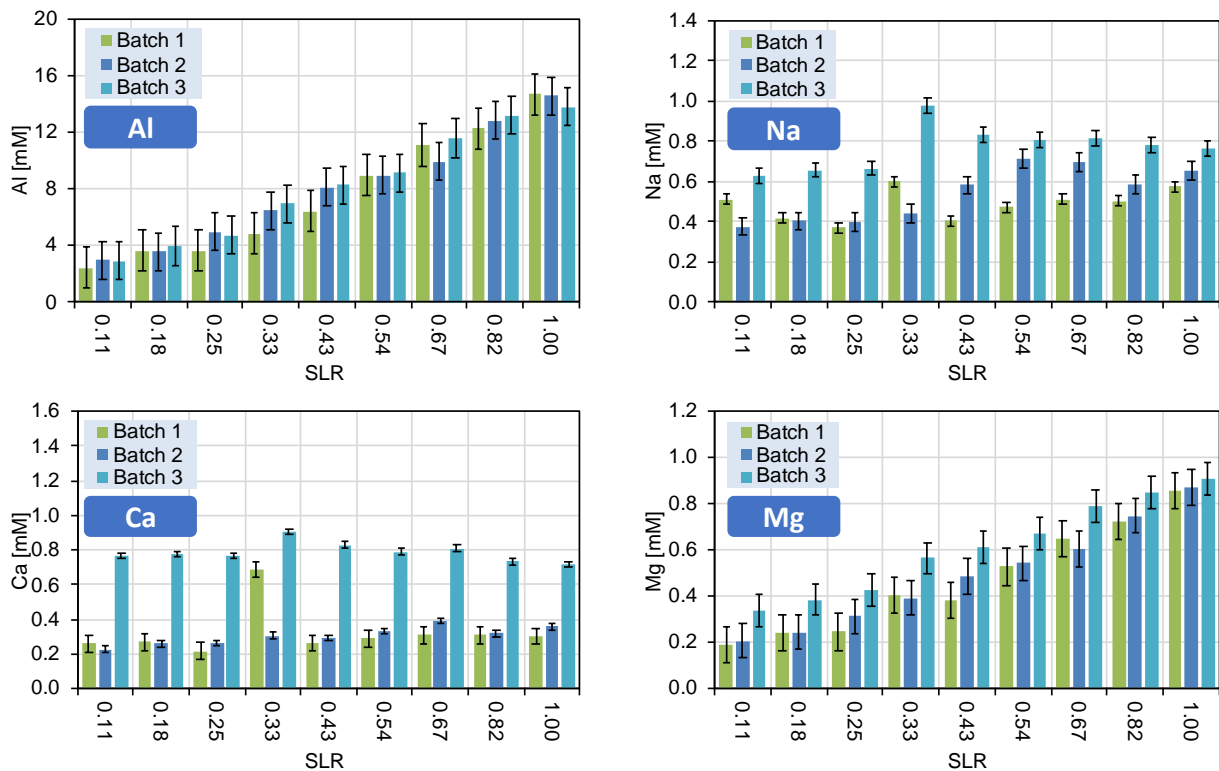 20
16
12
8
4
0
Al [mM]
Batch 1
Batch 2
Batch 3
Al
0.11
0.18
0.25
0.33
0.43
0.54
0.67
0.82
1.00
SLR
1.4
1.2
1.0
0.8
0.6
0.4
0.2
0.0
Na [mM]
Batch 1
Batch 2
Batch 3
Na
0.11
0.18
0.25
0.33
0.43
0.54
0.67
0.82
1.00
SLR
1.6
1.4
1.2
1.0
0.8
0.6
0.4
0.2
0.0
Ca [mM]
Batch 1
Batch 2
Batch 3
Ca
0.11
0.18
0.25
0.33
0.43
0.54
0.67
0.82
1.00
SLR
1.2
1.0
0.8
0.6
0.4
0.2
0.0
Mg [mM]
Batch 1
Batch 2
Batch 3
Mg
0.11
0.18
0.25
0.33
0.43
0.54
0.67
0.82
1.00
SLR